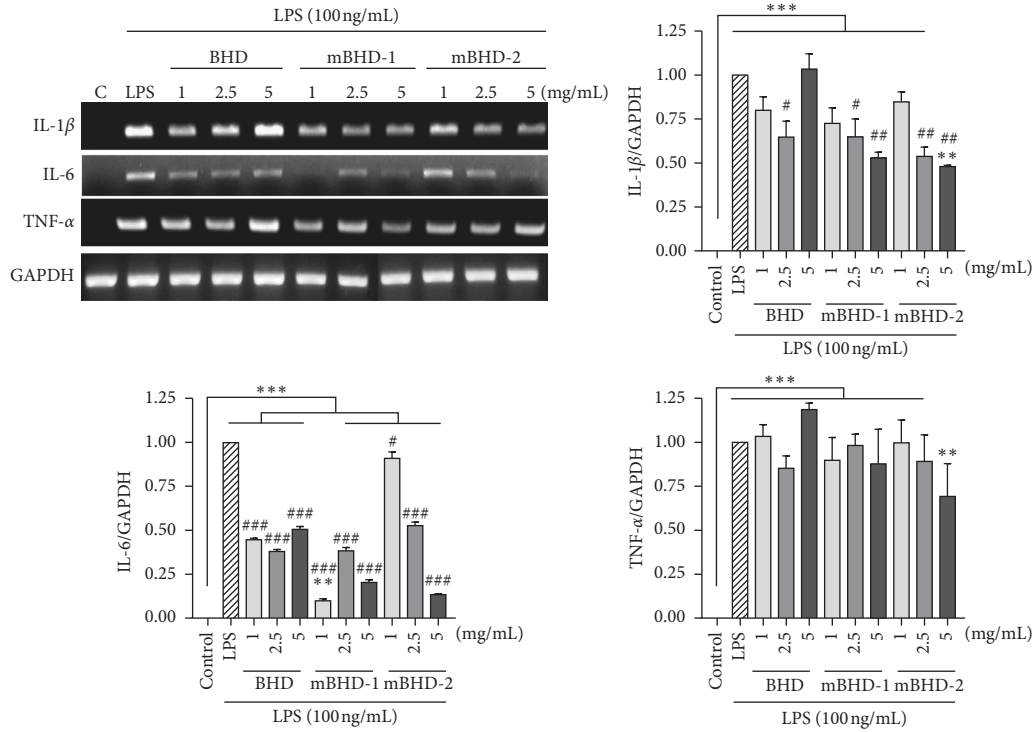 LPS (100 ng/mL)
BHD mBHD-1 mBHD-2
C LPS 1 2.5 5 1 2.5 5 1 2.5 5 (mg/mL)
IL-1β
IL-6
TNF-α
GAPDH
***
1.25
1.00
0.75
0.50
0.25
0.00
IL-1β/GAPDH
# # ## ## ##
**
Control LPS 1 2.5 5 1 2.5 5 1 2.5 5 (mg/mL)
BHD mBHD-1 mBHD-2
LPS (100 ng/mL)
***
1.25
1.00
0.75
0.50
0.25
0.00
IL-6/GAPDH
### ### ### ### ### ### # ### ###
**
Control LPS 1 2.5 5 1 2.5 5 1 2.5 5 (mg/mL)
BHD mBHD-1 mBHD-2
LPS (100 ng/mL)
***
1.25
1.00
0.75
0.50
0.25
0.00
TNF-α/GAPDH
**
Control LPS 1 2.5 5 1 2.5 5 1 2.5 5 (mg/mL)
BHD mBHD-1 mBHD-2
LPS (100 ng/mL)